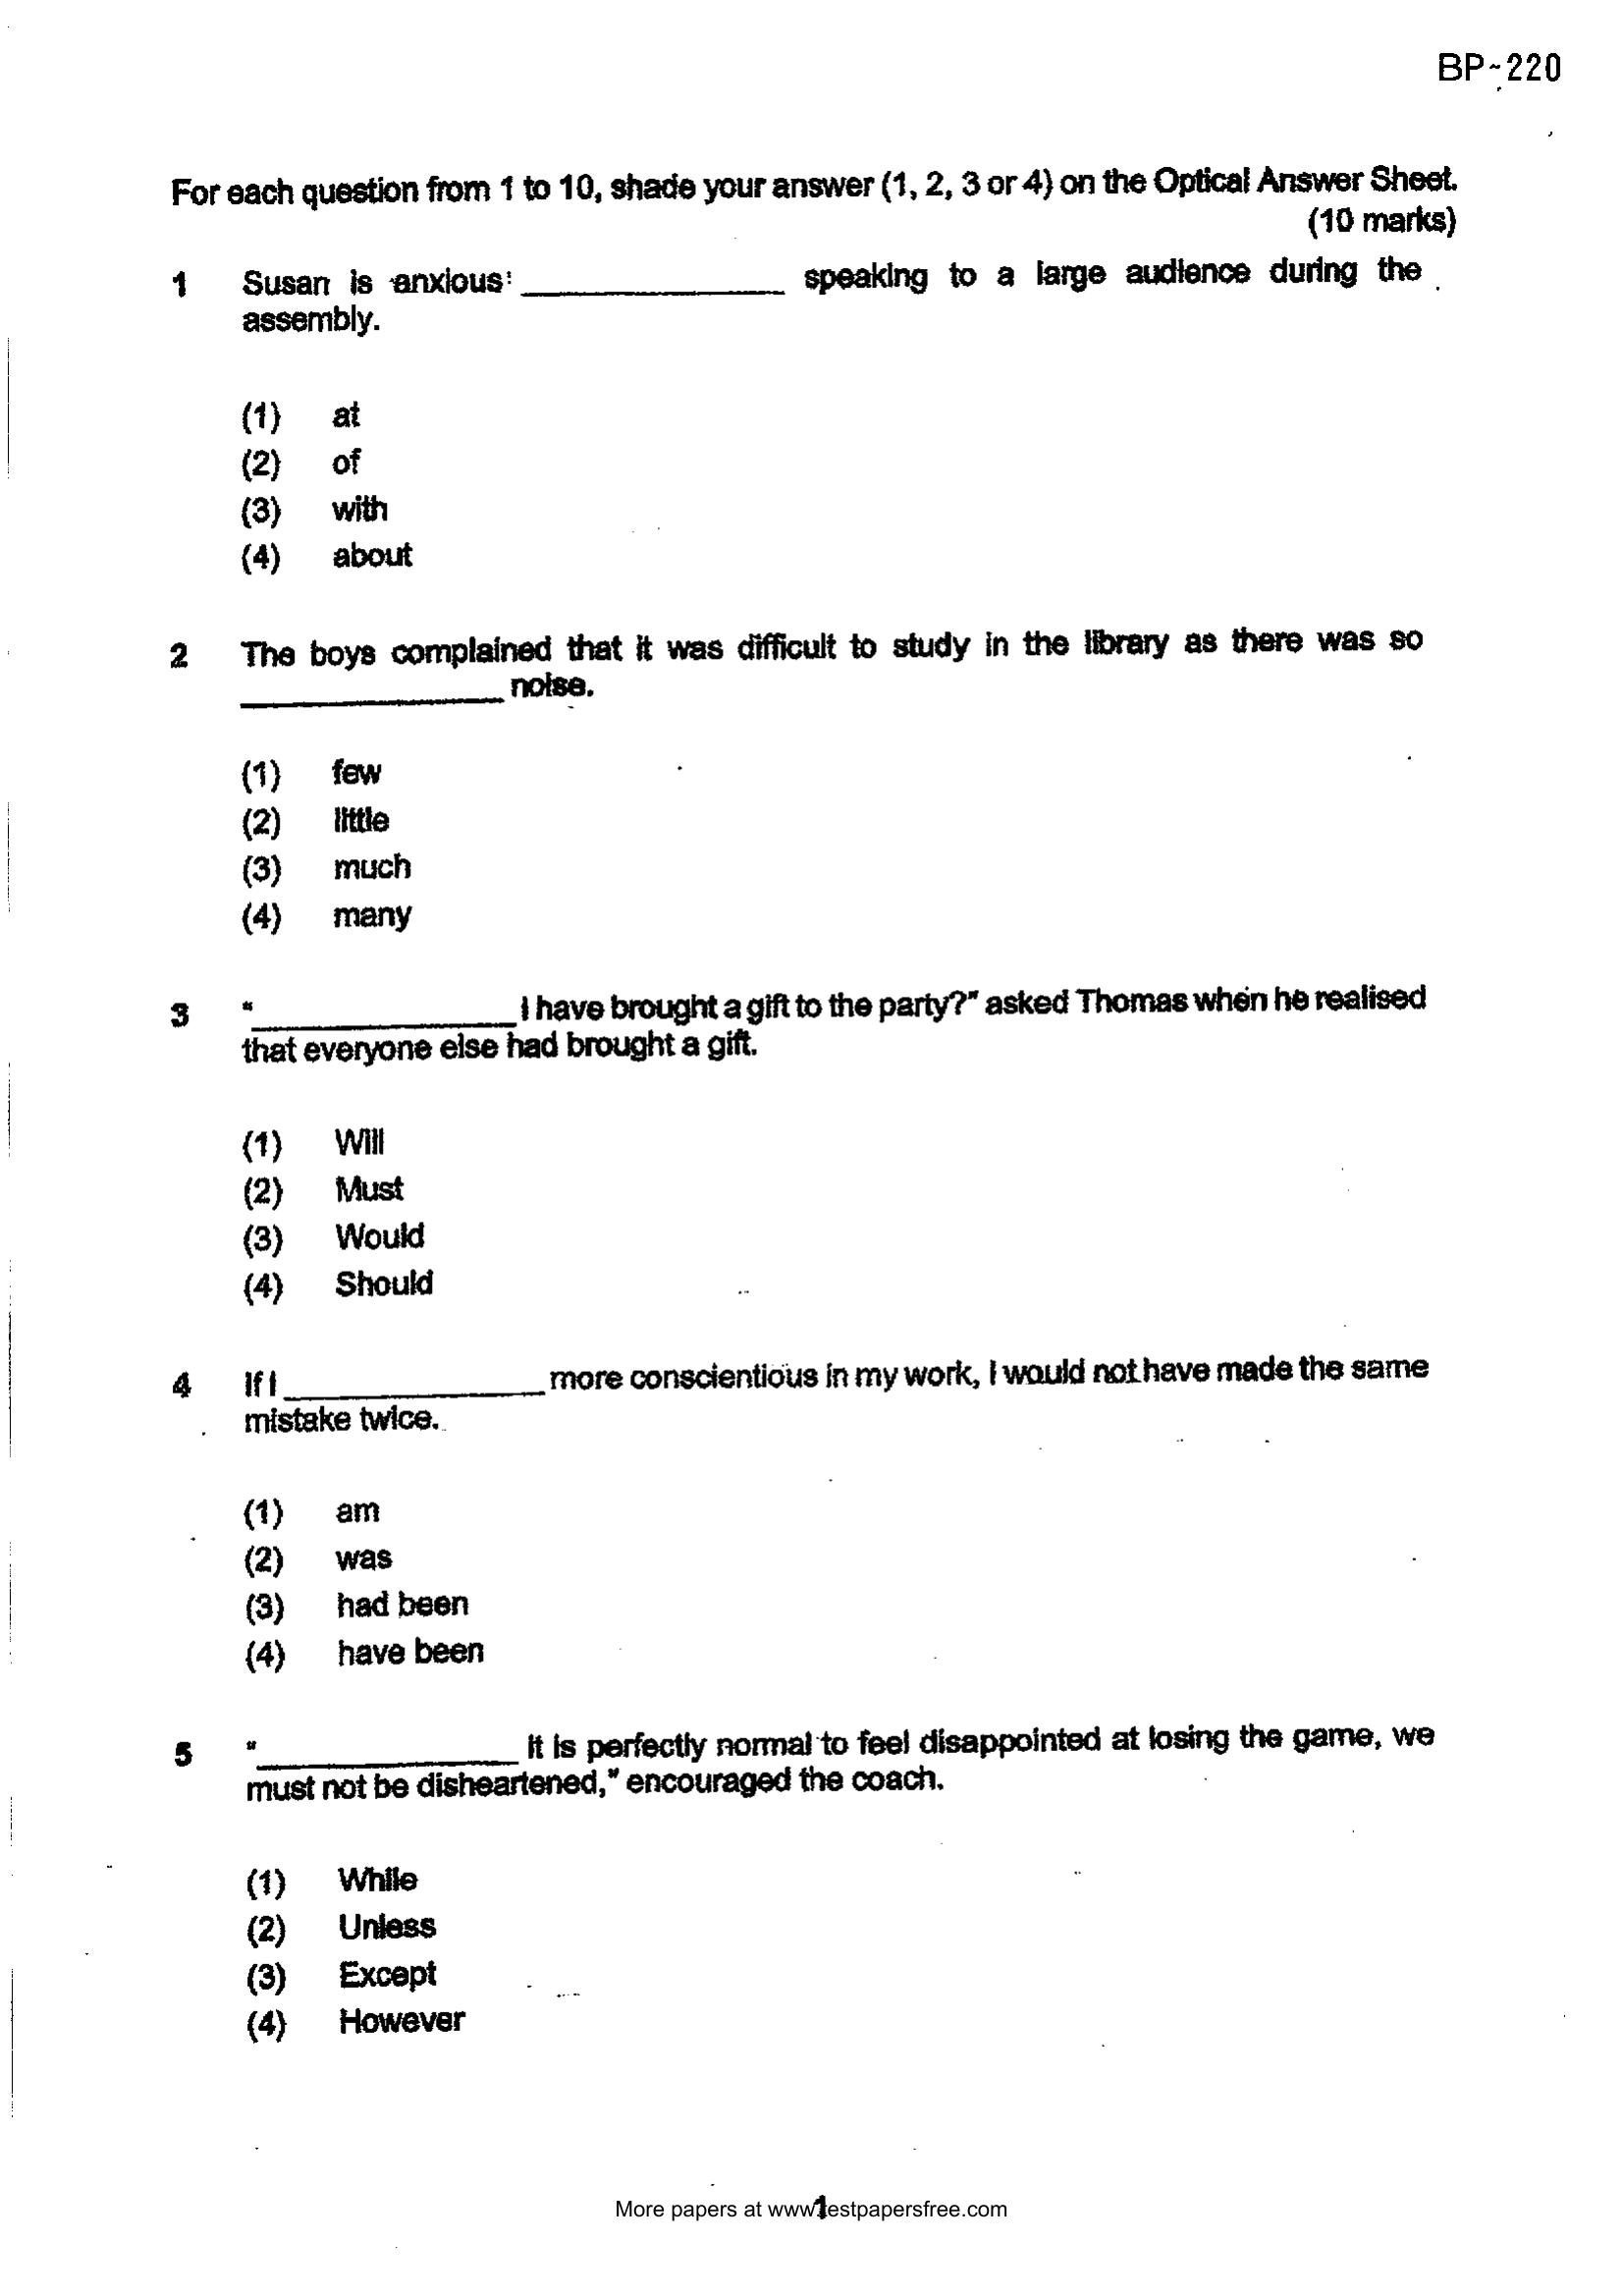 BP-220
For each question from 1 to 10, shade your answer (1, 2, 3 or 4) on the Optical Answer Sheet.
(10 marks)
1 Susan is anxious ______________ speaking to a large audience during the
assembly.
(1) at
(2) of
(3) with
(4) about
2 The boys complained that it was difficult to study in the library as there was so
______________ noise.
(1) few
(2) little
(3) much
(4) many
3 “______________ I have brought a gift to the party?” asked Thomas when he realised
that everyone else had brought a gift.
(1) Will
(2) Must
(3) Would
(4) Should
4 If I ______________ more conscientious in my work, I would not have made the same
mistake twice.
(1) am
(2) was
(3) had been
(4) have been
5 “______________ it is perfectly normal to feel disappointed at losing the game, we
must not be disheartened,” encouraged the coach.
(1) While
(2) Unless
(3) Except
(4) However
More papers at www.testpapersfree.com
1